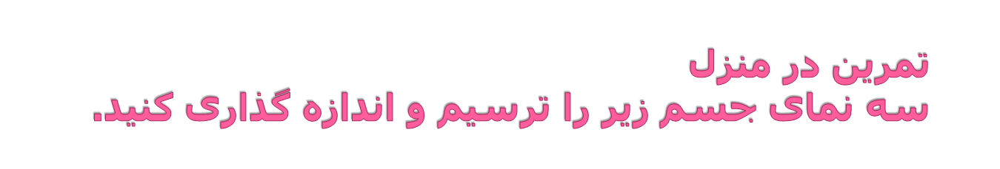 تمرین در منزل
سه نمای جسم زیر را ترسیم و اندازه گذاری کنید.